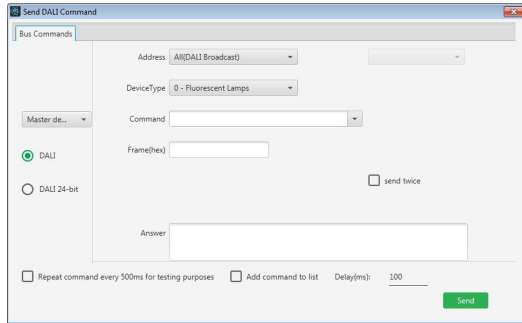 Send DALI Command
Bus Commands
Address All(DALI Broadcast)
DeviceType 0 - Fluorescent Lamps
Master de... Command
Frame(hex)
DALI
send twice
DALI 24-bit
Answer
Repeat command every 500ms for testing purposes Add command to list Delay(ms): 100
Send